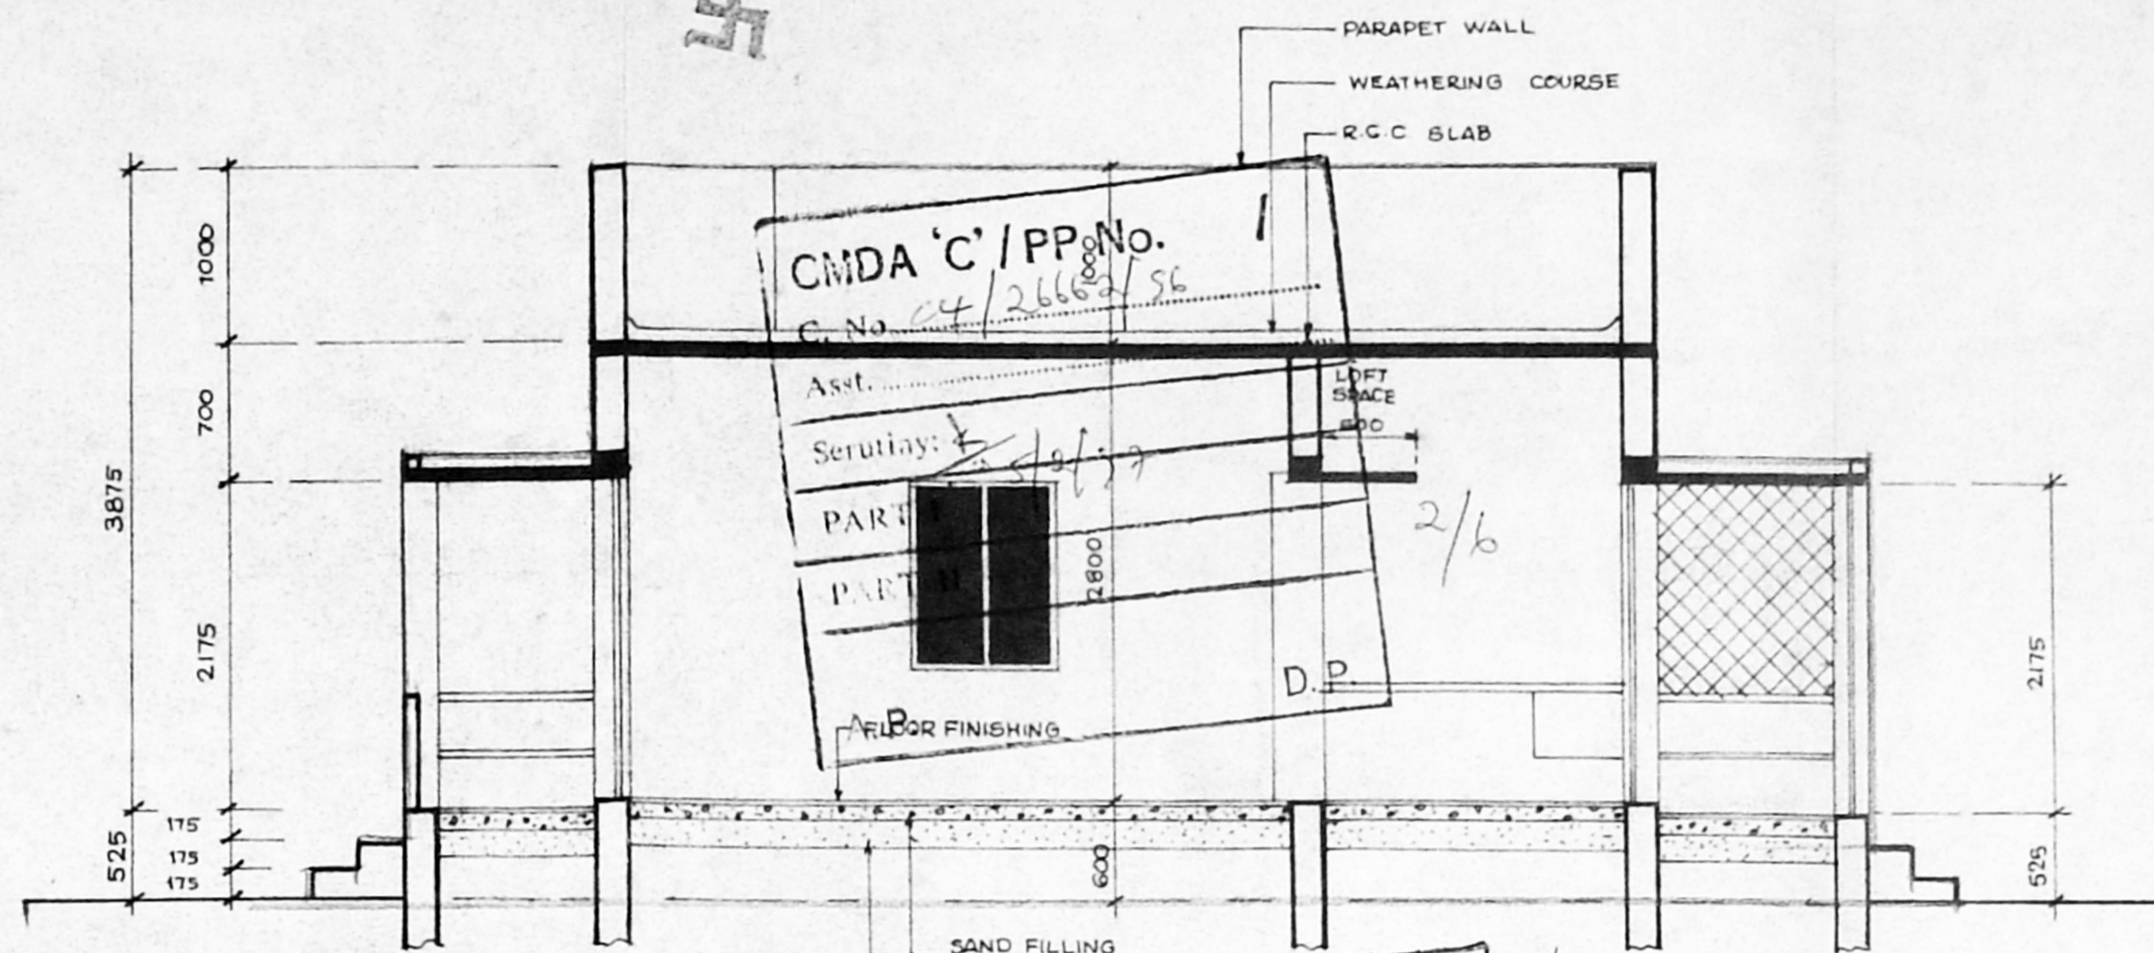 PARAPET WALL
WEATHERING COURSE
R.C.C SLAB
1000
CMDA 'C' / PP. No. 1
1000
C. No. C4/26662/96
700
Asst.
LOFT
SPACE
600
Scrutiny:
3875
PART I
2/6
2800
PART II
2175
2175
D. P.
A. P.
FLOOR FINISHING
175
175
175
525
600
525
SAND FILLING